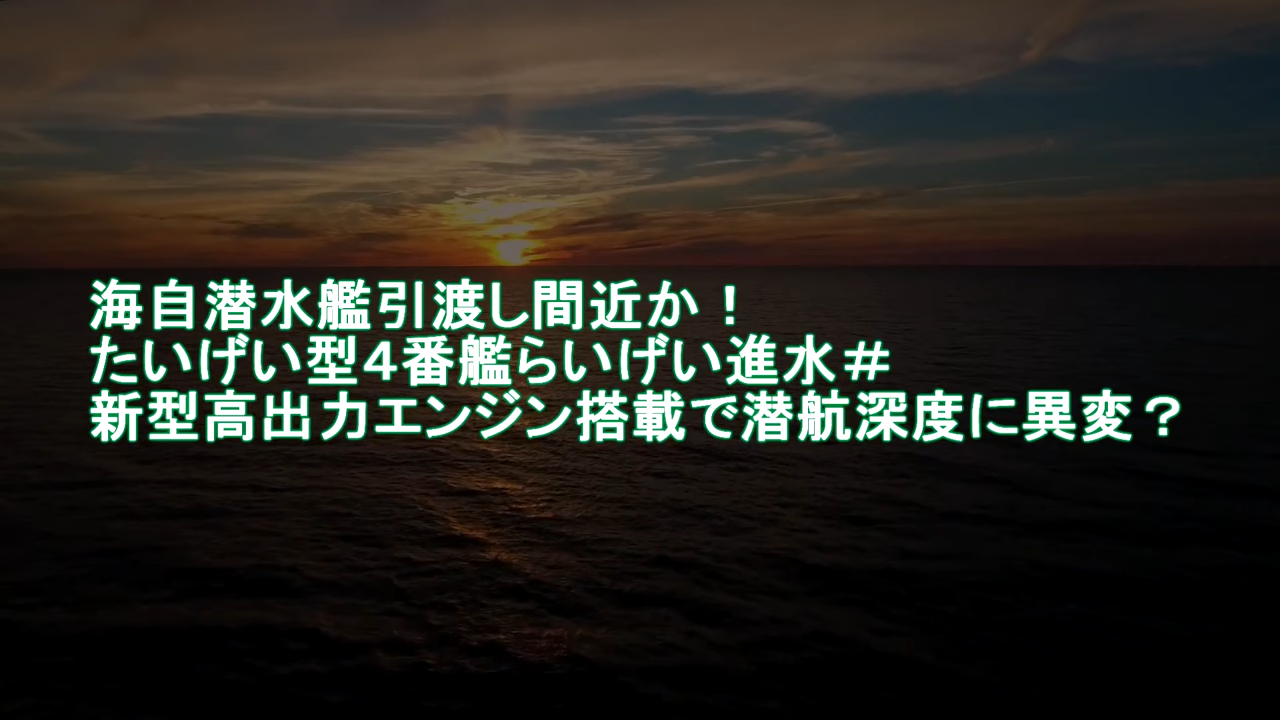 海自潜水艦引渡し間近か！
たいげい型４番艦らいげい進水＃
新型高出力エンジン搭載で潜航深度に異変？